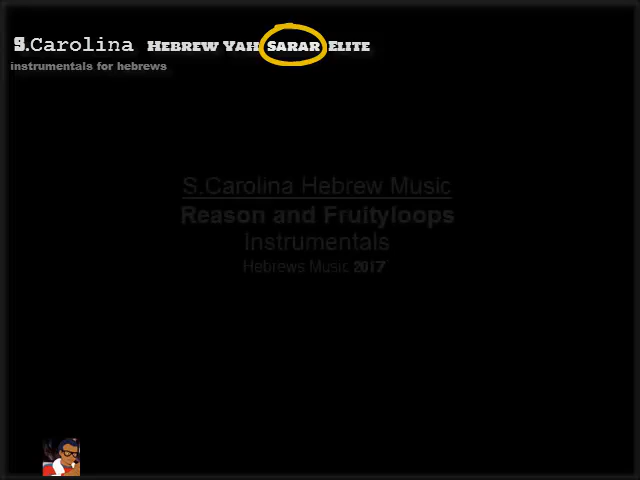 S.Carolina Hebrew Yah Sarar Elite
instrumentals for hebrews
S.Carolina Hebrew Music
Reason and Fruityloops
Instrumentals
Hebrews Music 2017